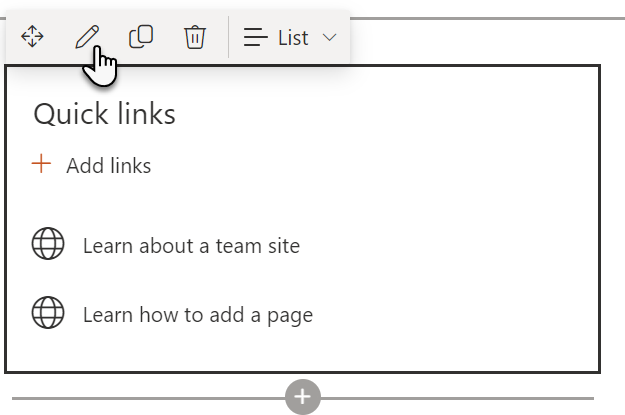 List
Quick links
Add links
Learn about a team site
Learn how to add a page